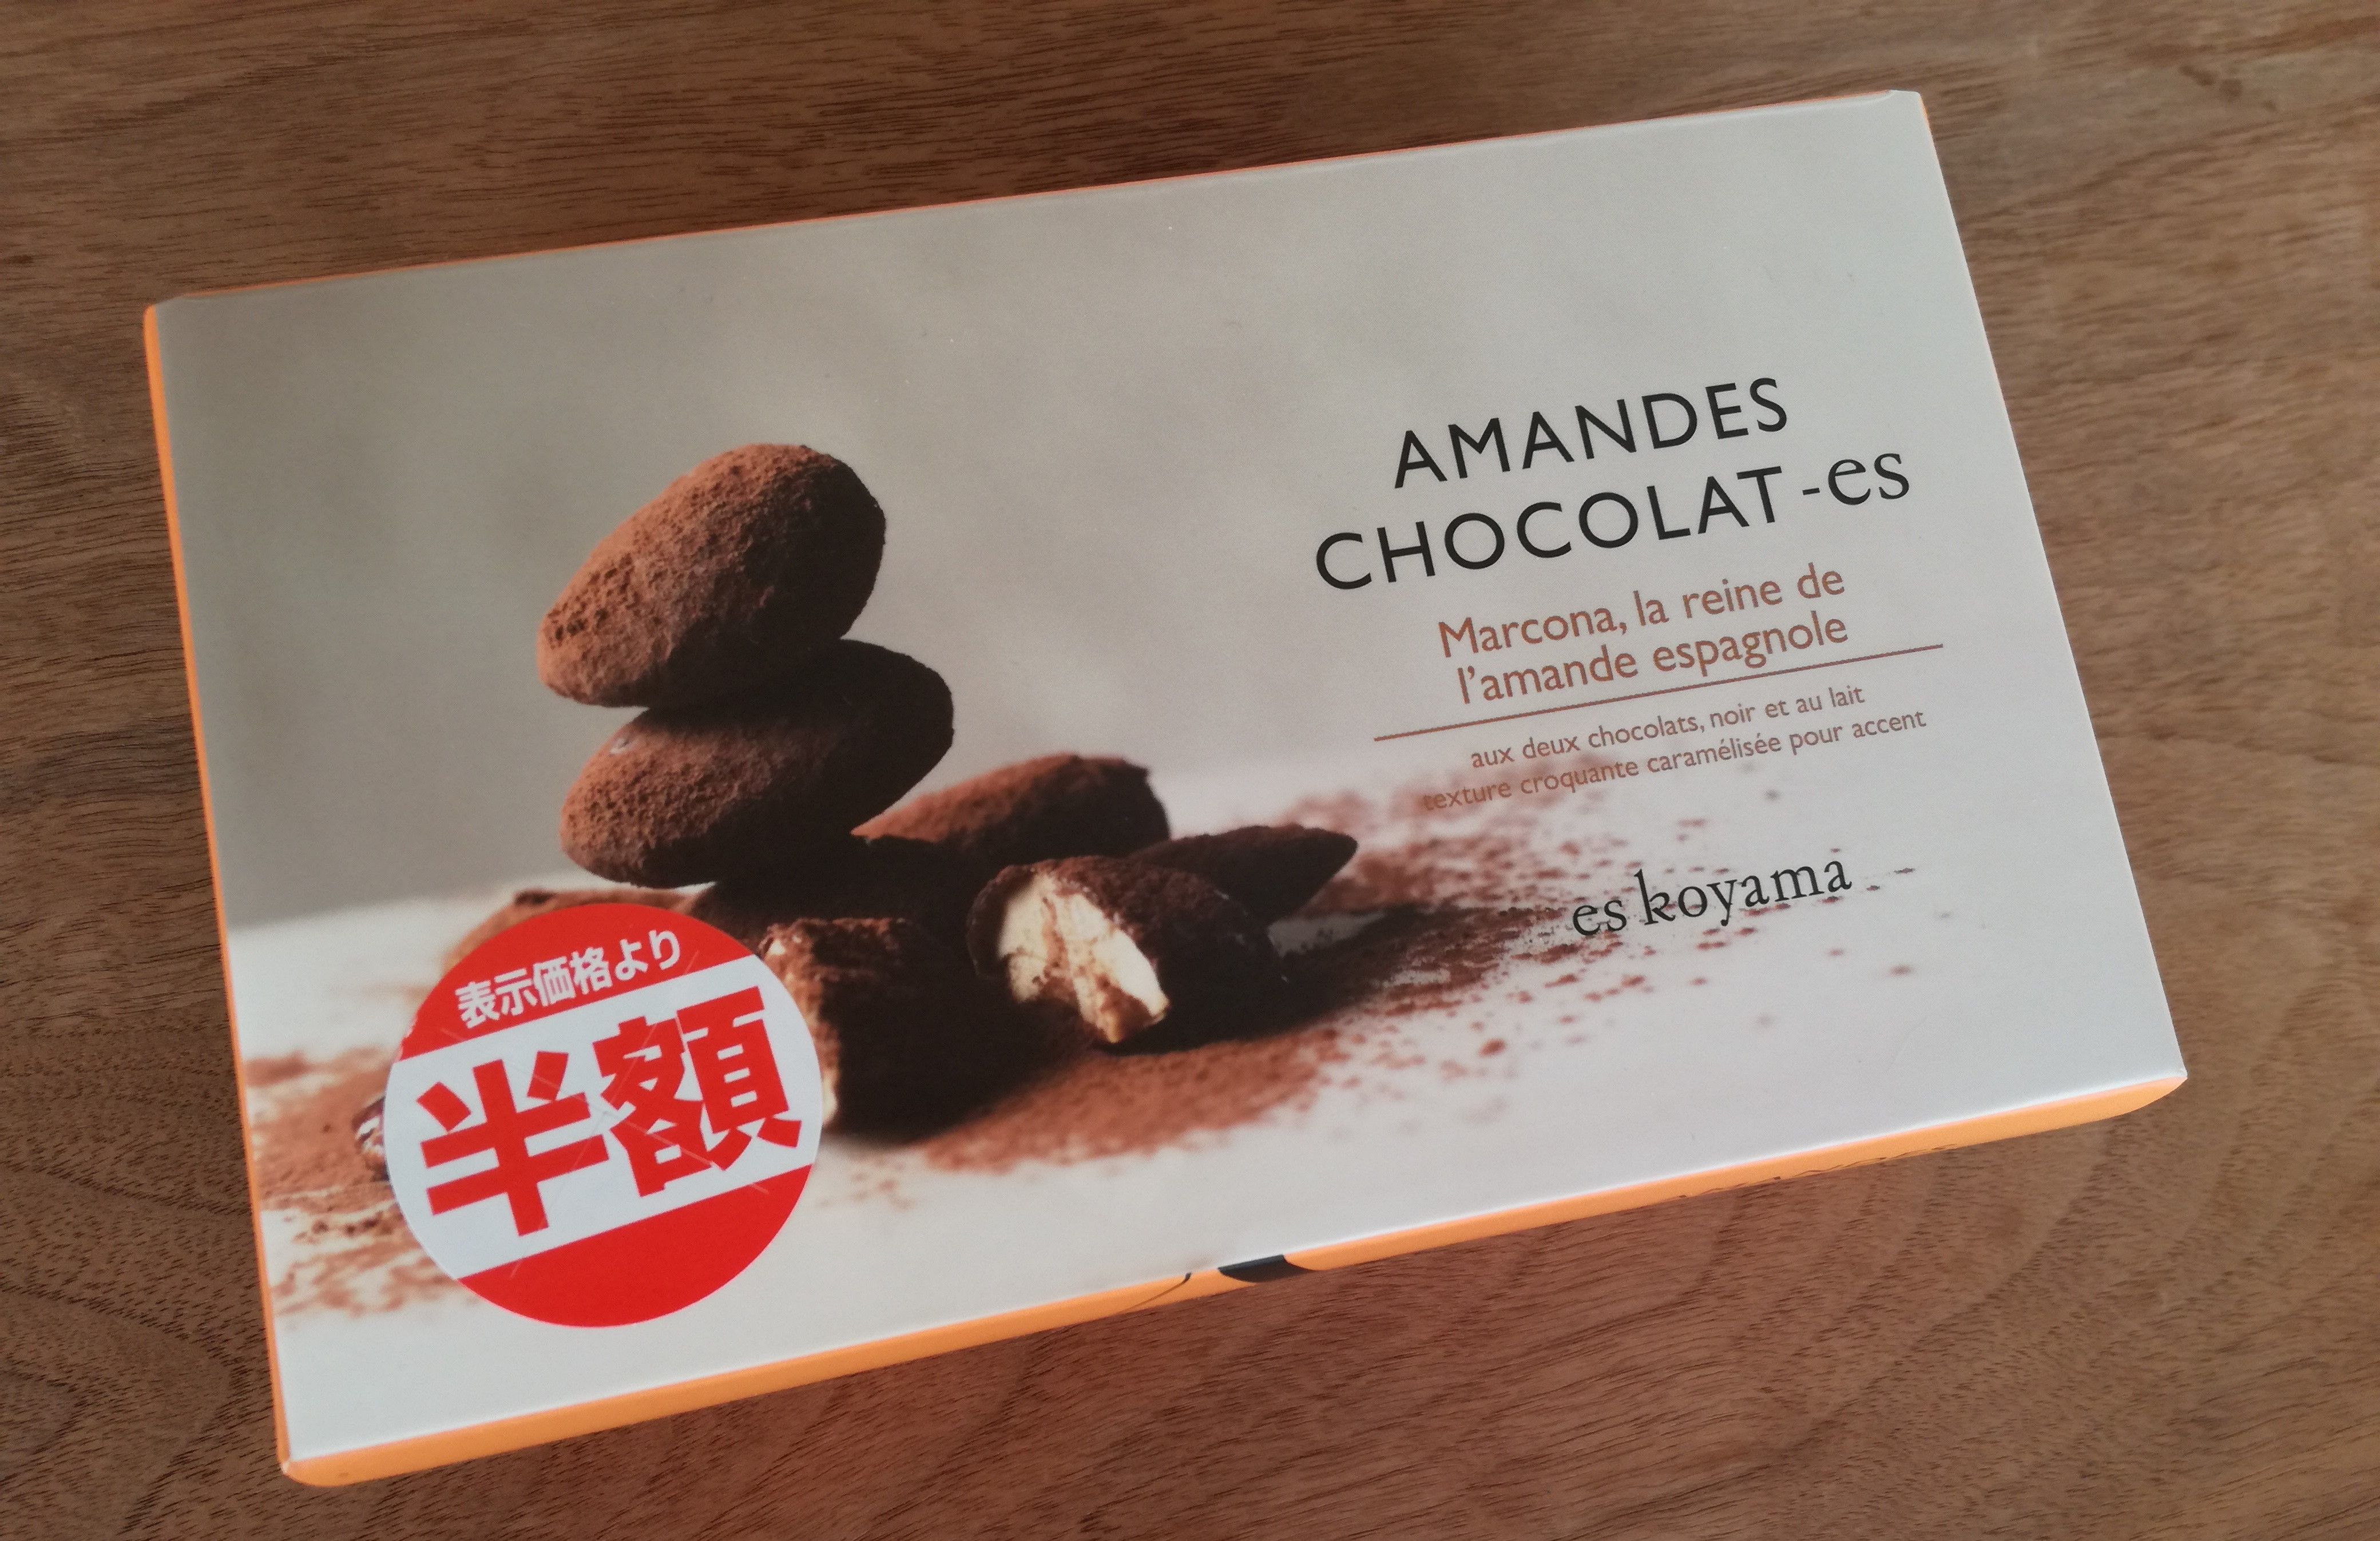 AMANDES
CHOCOLAT-es
Marcona, la reine de
l'amande espagnole
aux deux chocolats, noir et au lait
texture croquante caramélisée pour accent
es koyama
表示価格より
半額